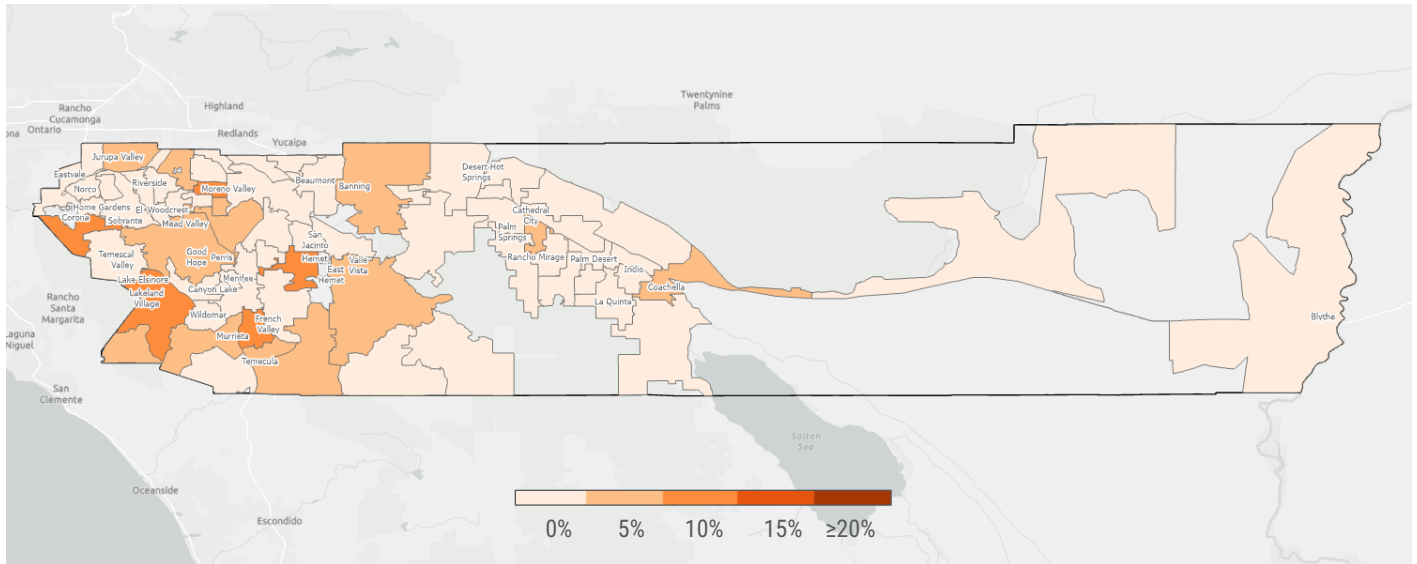 Twentynine
Palms
Highland
Rancho
Cucamonga
ona
Ontario
Redlands
Yucaipa
Jurupa Valley
Desert Hot
Springs
Eastvale
Riverside
Beaumont
Banning
Norco
Moreno Valley
Home Gardens
El
Woodcrest
Cathedral
City
Corona
Sobrante
Mead Valley
Palm
Springs
San
Jacinto
Temescal
Valley
Good
Hope
Perris
Hemet
Valle
Vista
Rancho Mirage
Palm Desert
East
Hemet
Indio
Lake Elsinore
Menifee
Canyon Lake
Coachella
Lakeland
Village
Rancho
Santa
Margarita
La Quinta
Wildomar
French
Valley
Blythe
Laguna
Niguel
Murrieta
Temecula
San
Clemente
Salton
Sea
Oceanside
Escondido
0% 5% 10% 15% ≥20%